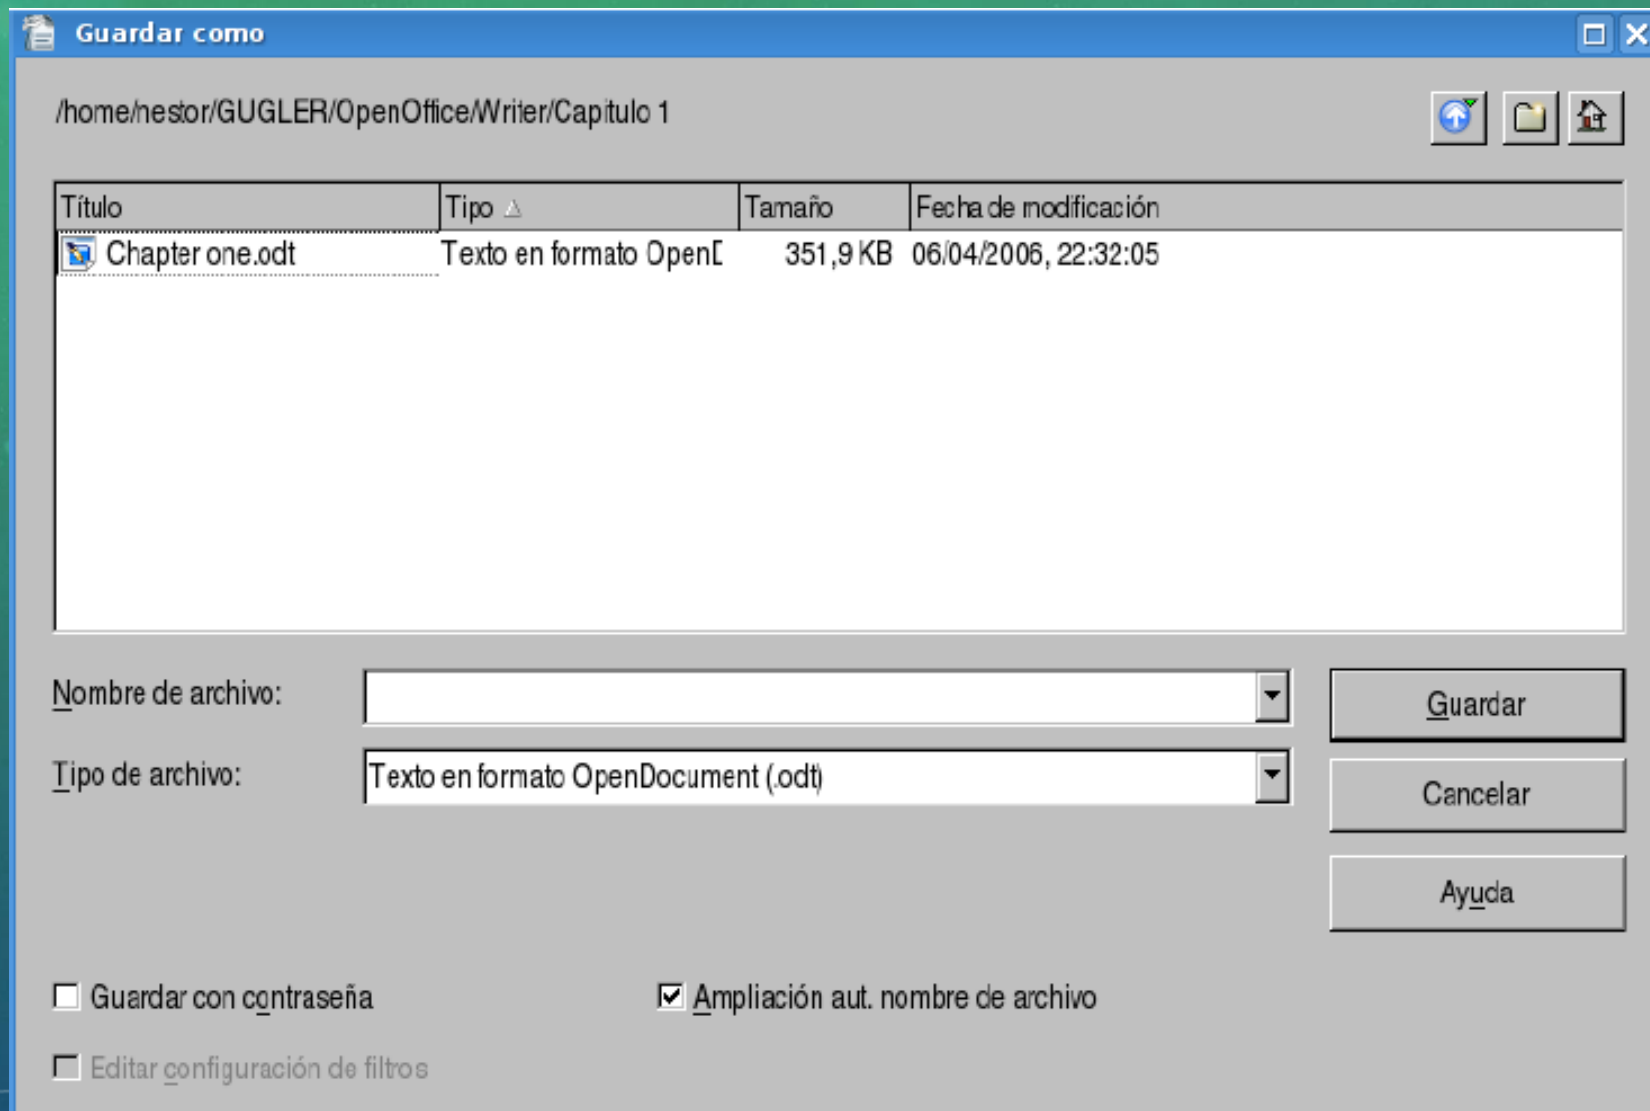 Guardar como
/home/nestor/GUGLER/OpenOffice/Writer/Capitulo 1
Título Tipo Tamaño Fecha de modificación
Chapter one.odt Texto en formato OpenD 351,9 KB 06/04/2006, 22:32:05
Nombre de archivo: Guardar
Tipo de archivo: Texto en formato OpenDocument (.odt)
Cancelar
Ayuda
Guardar con contraseña Ampliación aut. nombre de archivo
Editar configuración de filtros